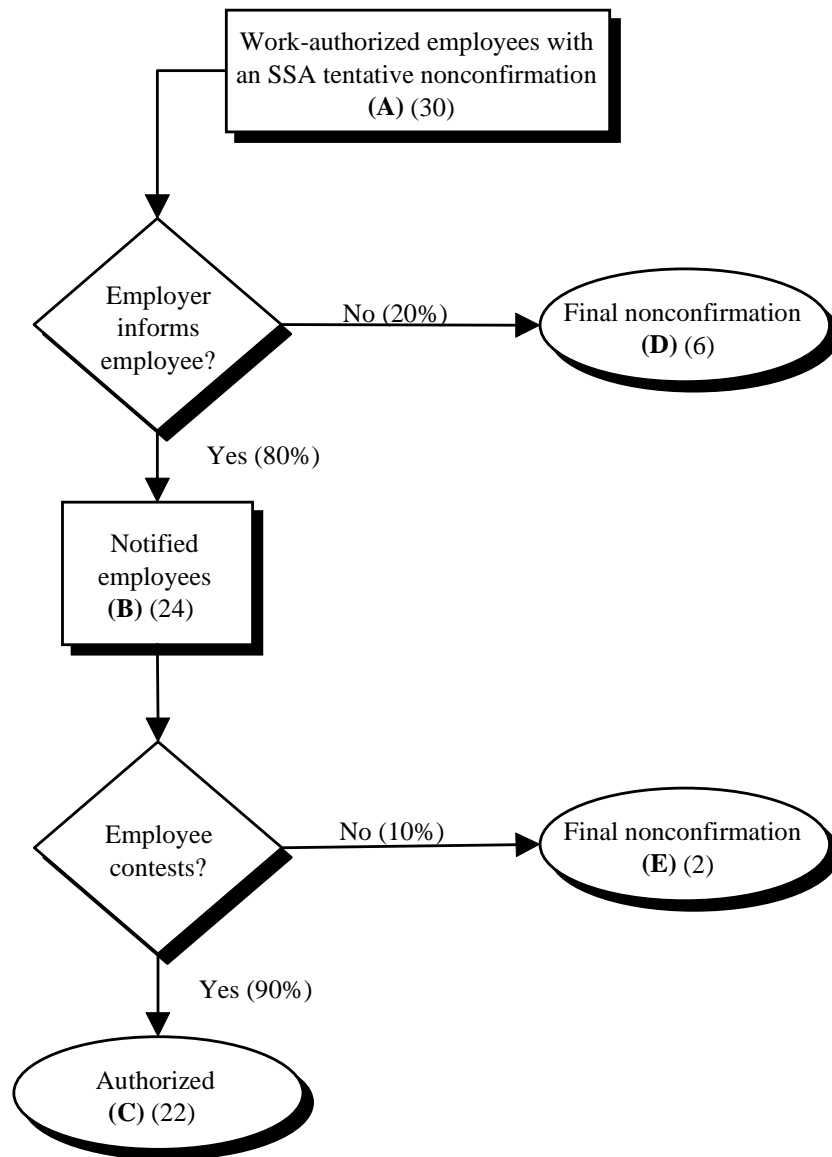 Work-authorized employees with
an SSA tentative nonconfirmation
(A) (30)
Employer
informs
employee?
No (20%)
Final nonconfirmation
(D) (6)
Yes (80%)
Notified
employees
(B) (24)
Employee
contests?
No (10%)
Final nonconfirmation
(E) (2)
Yes (90%)
Authorized
(C) (22)